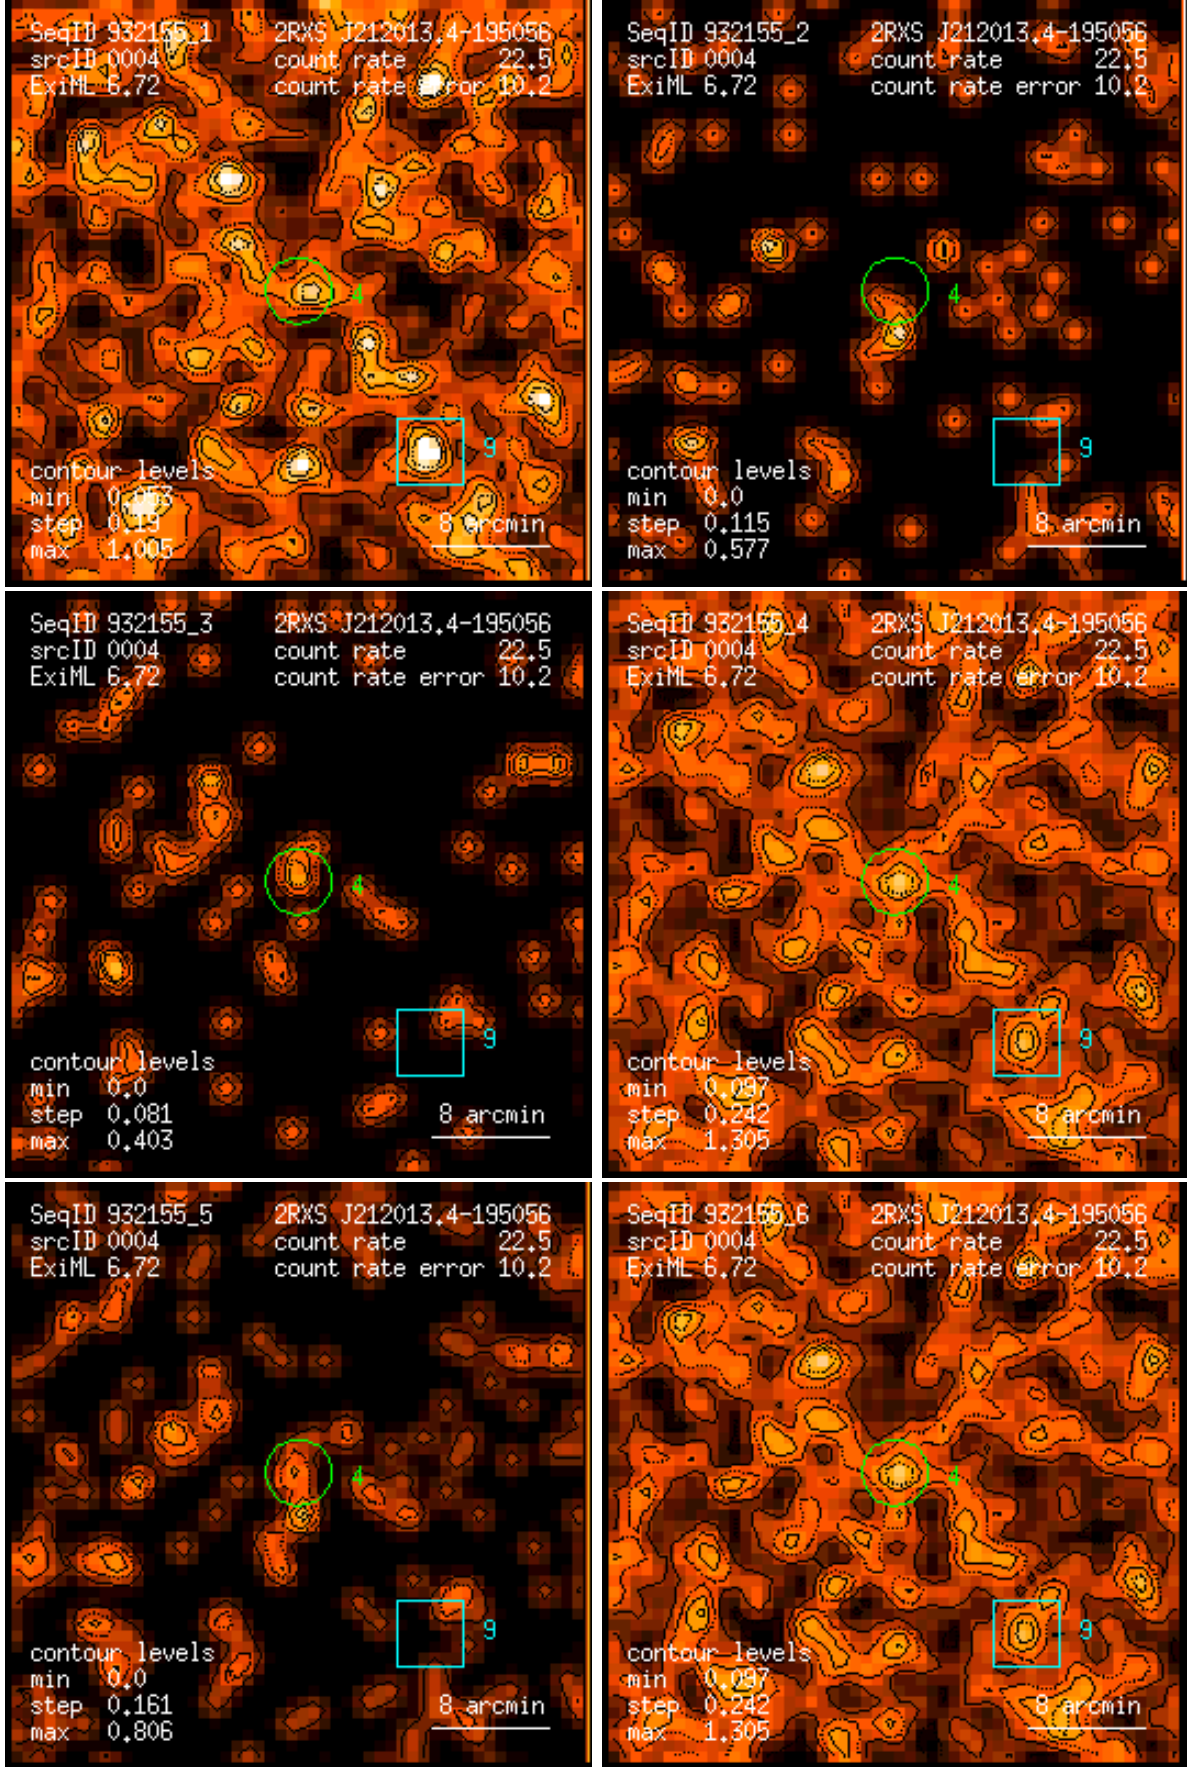 SeqID 932155_1 2RXS J212013.4-195056
srcID 0004 count rate 22.5
ExiML 6.72 count rate error 10.2
4
9
contour levels
min 0.053
step 0.19
max 1.005
8 arcmin
SeqID 932155_2 2RXS J212013.4-195056
srcID 0004 count rate 22.5
ExiML 6.72 count rate error 10.2
4
9
contour levels
min 0.0
step 0.115
max 0.577
8 arcmin
SeqID 932155_3 2RXS J212013.4-195056
srcID 0004 count rate 22.5
ExiML 6.72 count rate error 10.2
4
9
contour levels
min 0.0
step 0.081
max 0.403
8 arcmin
SeqID 932155_4 2RXS J212013.4-195056
srcID 0004 count rate 22.5
ExiML 6.72 count rate error 10.2
4
9
contour levels
min 0.097
step 0.242
max 1.305
8 arcmin
SeqID 932155_5 2RXS J212013.4-195056
srcID 0004 count rate 22.5
ExiML 6.72 count rate error 10.2
4
9
contour levels
min 0.0
step 0.161
max 0.806
8 arcmin
SeqID 932155_6 2RXS J212013.4-195056
srcID 0004 count rate 22.5
ExiML 6.72 count rate error 10.2
4
9
contour levels
min 0.097
step 0.242
max 1.305
8 arcmin